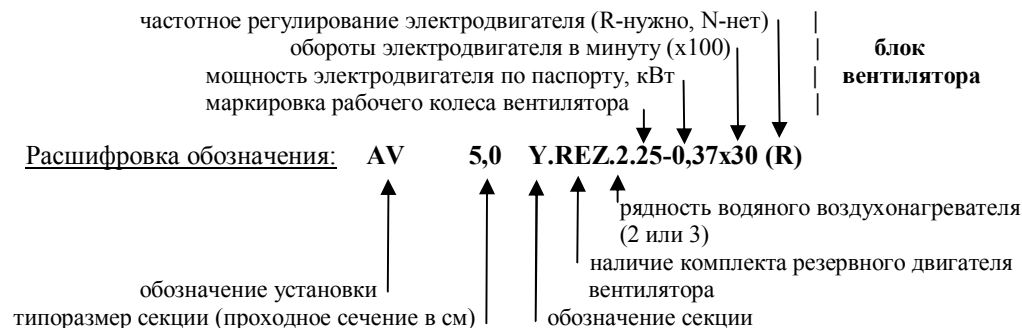 частотное регулирование электродвигателя (R-нужно, N-нет)
обороты электродвигателя в минуту (x100)
блок
мощность электродвигателя по паспорту, кВт
вентилятора
маркировка рабочего колеса вентилятора
Расшифровка обозначения: AV 5,0 Y.REZ.2.25-0,37x30 (R)
рядность водяного воздухонагревателя
(2 или 3)
наличие комплекта резервного двигателя
обозначение установки вентилятора
типоразмер секции (проходное сечение в см) обозначение секции